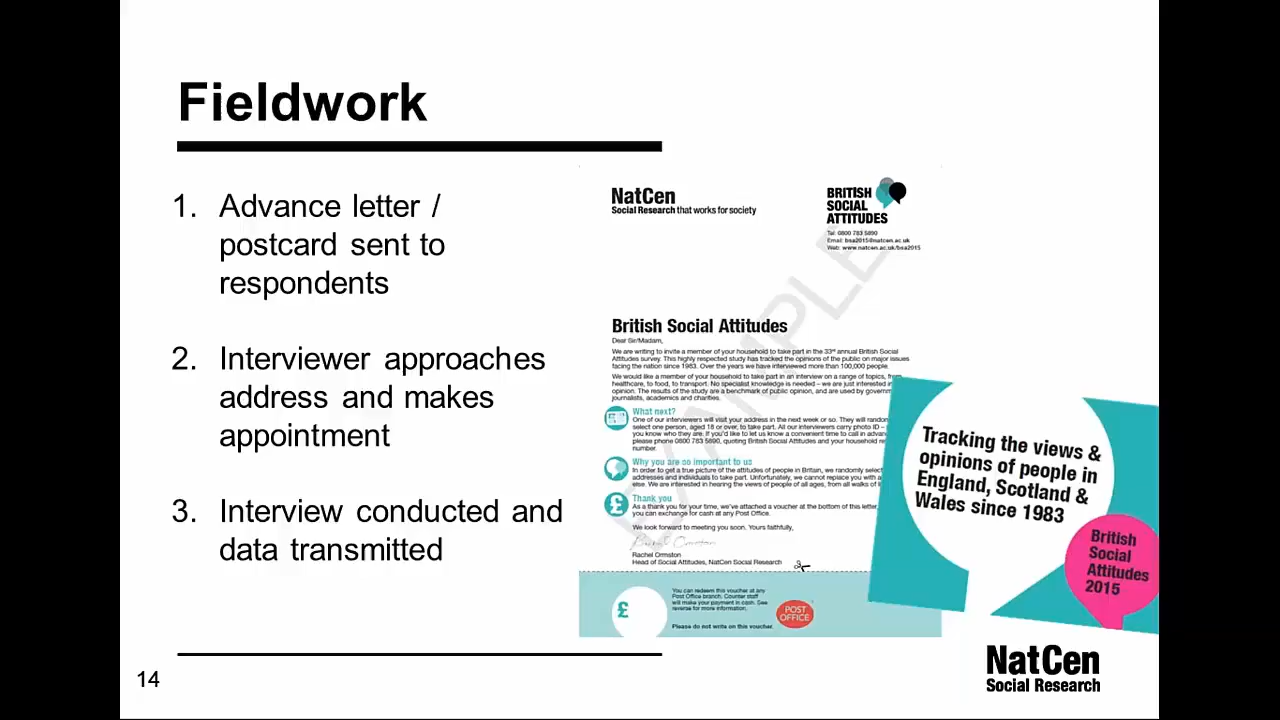 Fieldwork
1. Advance letter /
postcard sent to
respondents
2. Interviewer approaches
address and makes
appointment
3. Interview conducted and
data transmitted
NatCen
Social Research that works for society
BRITISH
SOCIAL
ATTITUDES
Tel: 0800 783 5890
Email: bsa2015@natcen.ac.uk
Web: www.natcen.ac.uk/bsa2015
EXAMPLE
British Social Attitudes
Dear Sir/Madam,
We are writing to invite a member of your household to take part in the 33rd annual British Social
Attitudes survey. This highly respected study has tracked the opinions of the public on major issues
facing the nation since 1983. Over the years we have interviewed more than 100,000 people.
We would like a member of your household to take part in an interview on a range of topics, from
healthcare, to food, to transport. No specialist knowledge is needed – we are just interested in
opinion. The results of the study are a benchmark of public opinion, and are used by
journalists, academics and charities.
What next?
One of our interviewers will visit your address in the next week or so. They will
select one person, aged 18 or over, to take part. All our interviewers carry photo ID –
you know who they are. If you'd like to let us know a convenient time to call in
please phone 0800 783 5890, quoting British Social Attitudes and your household
number.
Why you are so important to us
In order to get a true picture of the attitudes of people in Britain, we randomly select
addresses and individuals to take part. Unfortunately, we cannot replace you with
else. We are interested in hearing the views of people of all ages, from all walks of
£
Thank you
As a thank you for your time, we've attached a voucher at the bottom of this letter,
you can exchange for cash at any Post Office.
We look forward to meeting you soon. Yours faithfully,
Rachel Ormston
Head of Social Attitudes, NatCen Social Research
£
You can redeem this voucher at any
Post Office branch. Counter staff
will make your payment in cash. See
reverse for more information.
Please do not write on this voucher.
POST
OFFICE
Tracking the views &
opinions of people in
England, Scotland &
Wales since 1983
British
Social
Attitudes
2015
14
NatCen
Social Research